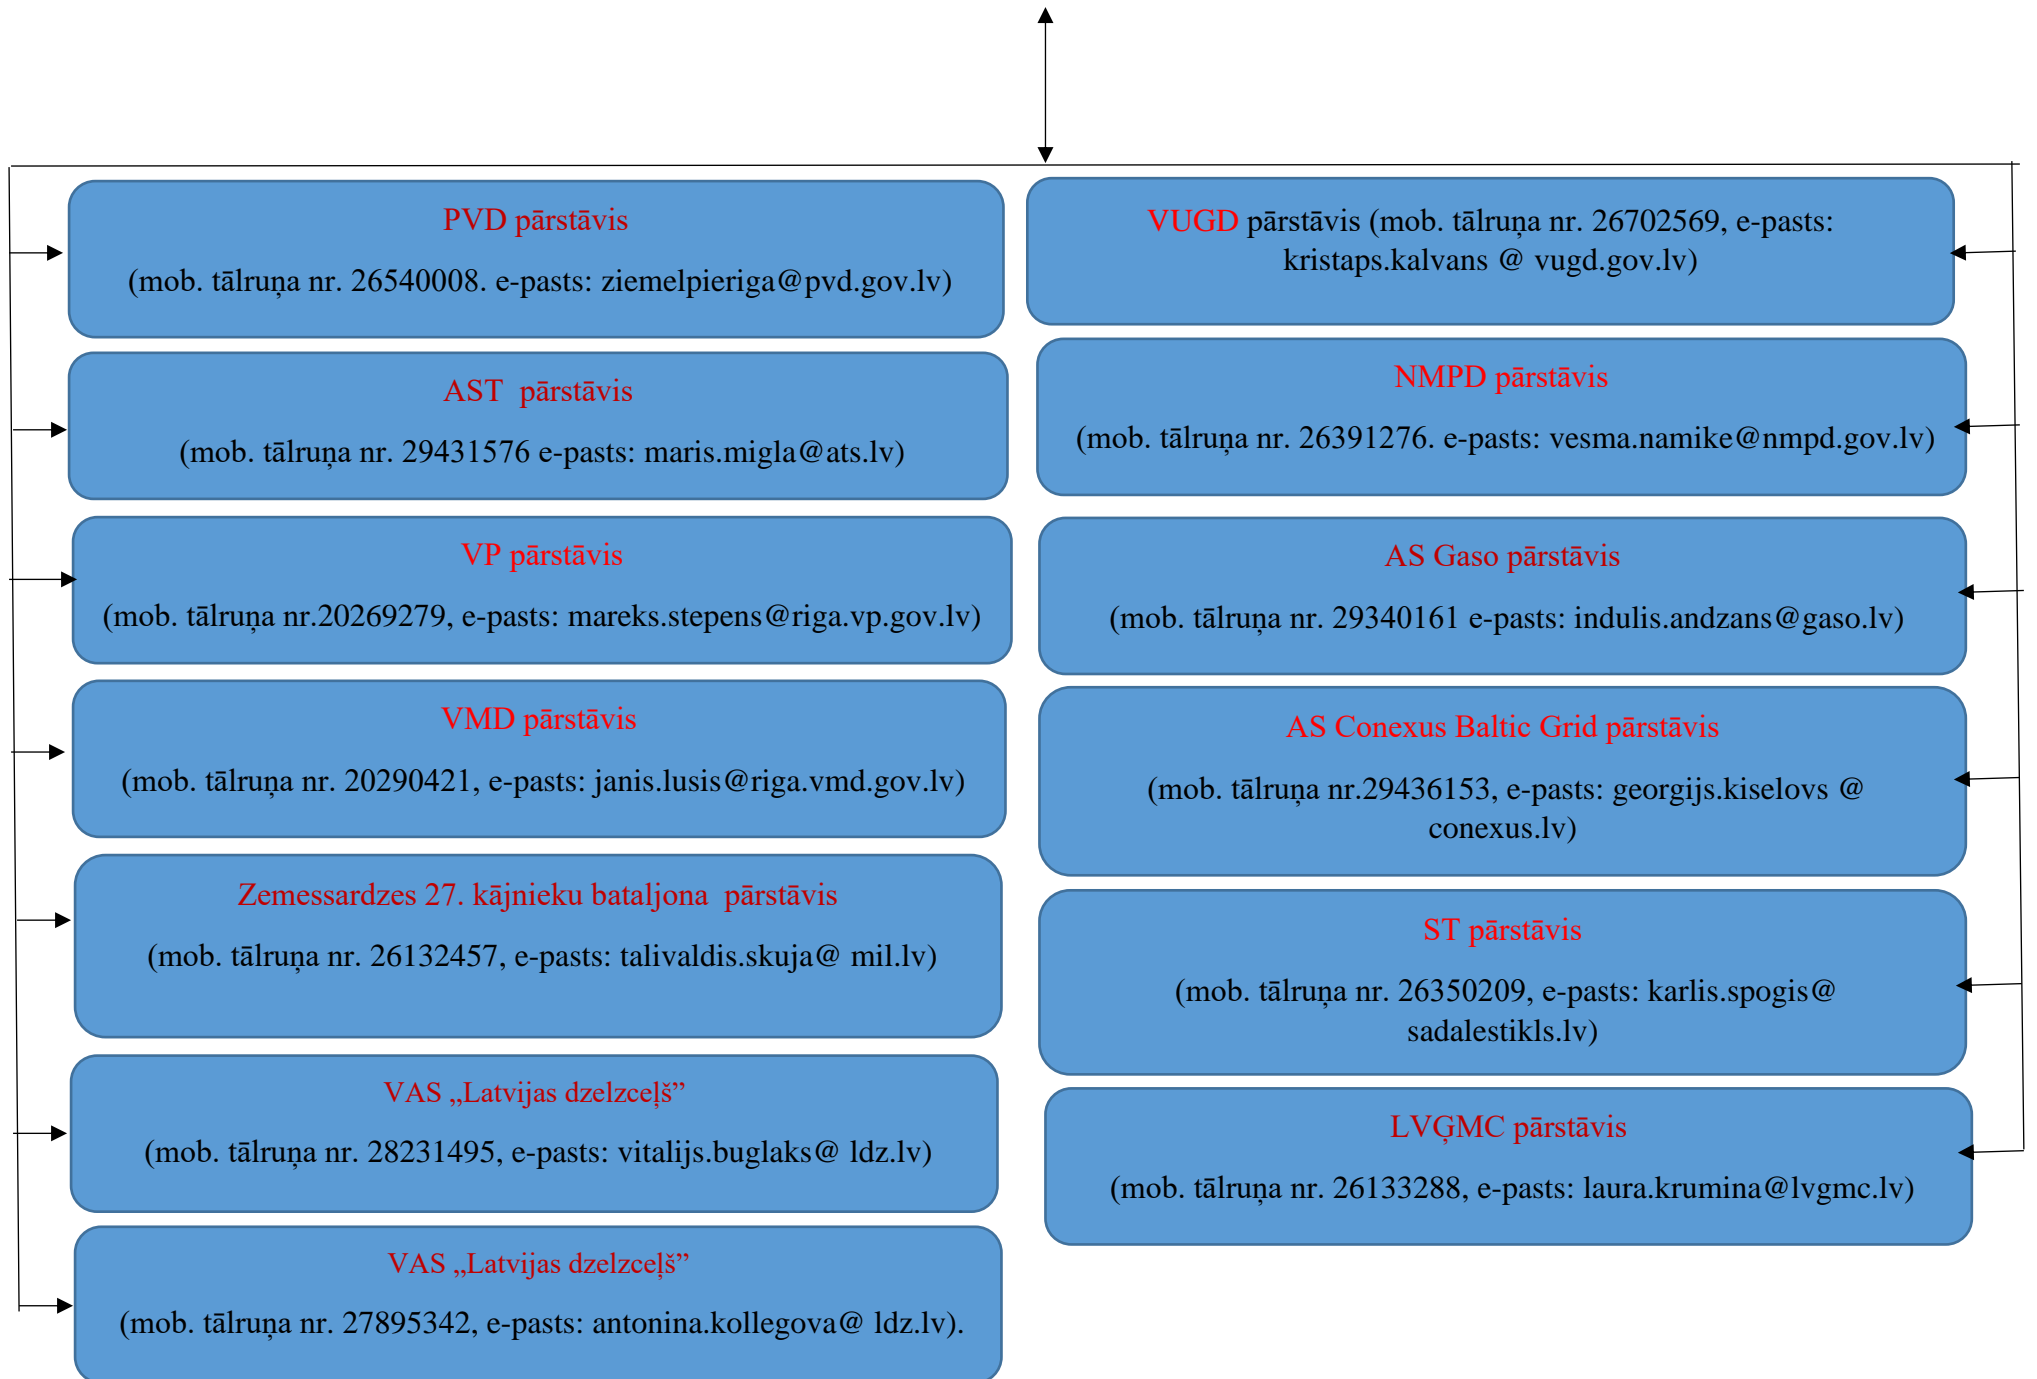 PVD pārstāvis
(mob. tālruņa nr. 26540008. e-pasts: ziemelpieriga@pvd.gov.lv)
AST  pārstāvis
(mob. tālruņa nr. 29431576 e-pasts: maris.migla@ats.lv)
VP pārstāvis
(mob. tālruņa nr.20269279, e-pasts: mareks.stepens@riga.vp.gov.lv)
VMD pārstāvis
(mob. tālruņa nr. 20290421, e-pasts: janis.lusis@riga.vmd.gov.lv)
Zemessardzes 27. kājnieku bataljona  pārstāvis
(mob. tālruņa nr. 26132457, e-pasts: talivaldis.skuja@ mil.lv)
VAS „Latvijas dzelzceļš”
(mob. tālruņa nr. 28231495, e-pasts: vitalijs.buglaks@ ldz.lv)
VAS „Latvijas dzelzceļš”
(mob. tālruņa nr. 27895342, e-pasts: antonina.kollegova@ ldz.lv).
VUGD pārstāvis (mob. tālruņa nr. 26702569, e-pasts:
kristaps.kalvans @ vugd.gov.lv)
NMPD pārstāvis
(mob. tālruņa nr. 26391276. e-pasts: vesma.namike@nmpd.gov.lv)
AS Gaso pārstāvis
(mob. tālruņa nr. 29340161 e-pasts: indulis.andzans@gaso.lv)
AS Conexus Baltic Grid pārstāvis
(mob. tālruņa nr.29436153, e-pasts: georgijs.kiselovs @
conexus.lv)
ST pārstāvis
(mob. tālruņa nr. 26350209, e-pasts: karlis.spogis@
sadalestikls.lv)
LVĢMC pārstāvis
(mob. tālruņa nr. 26133288, e-pasts: laura.krumina@lvgmc.lv)